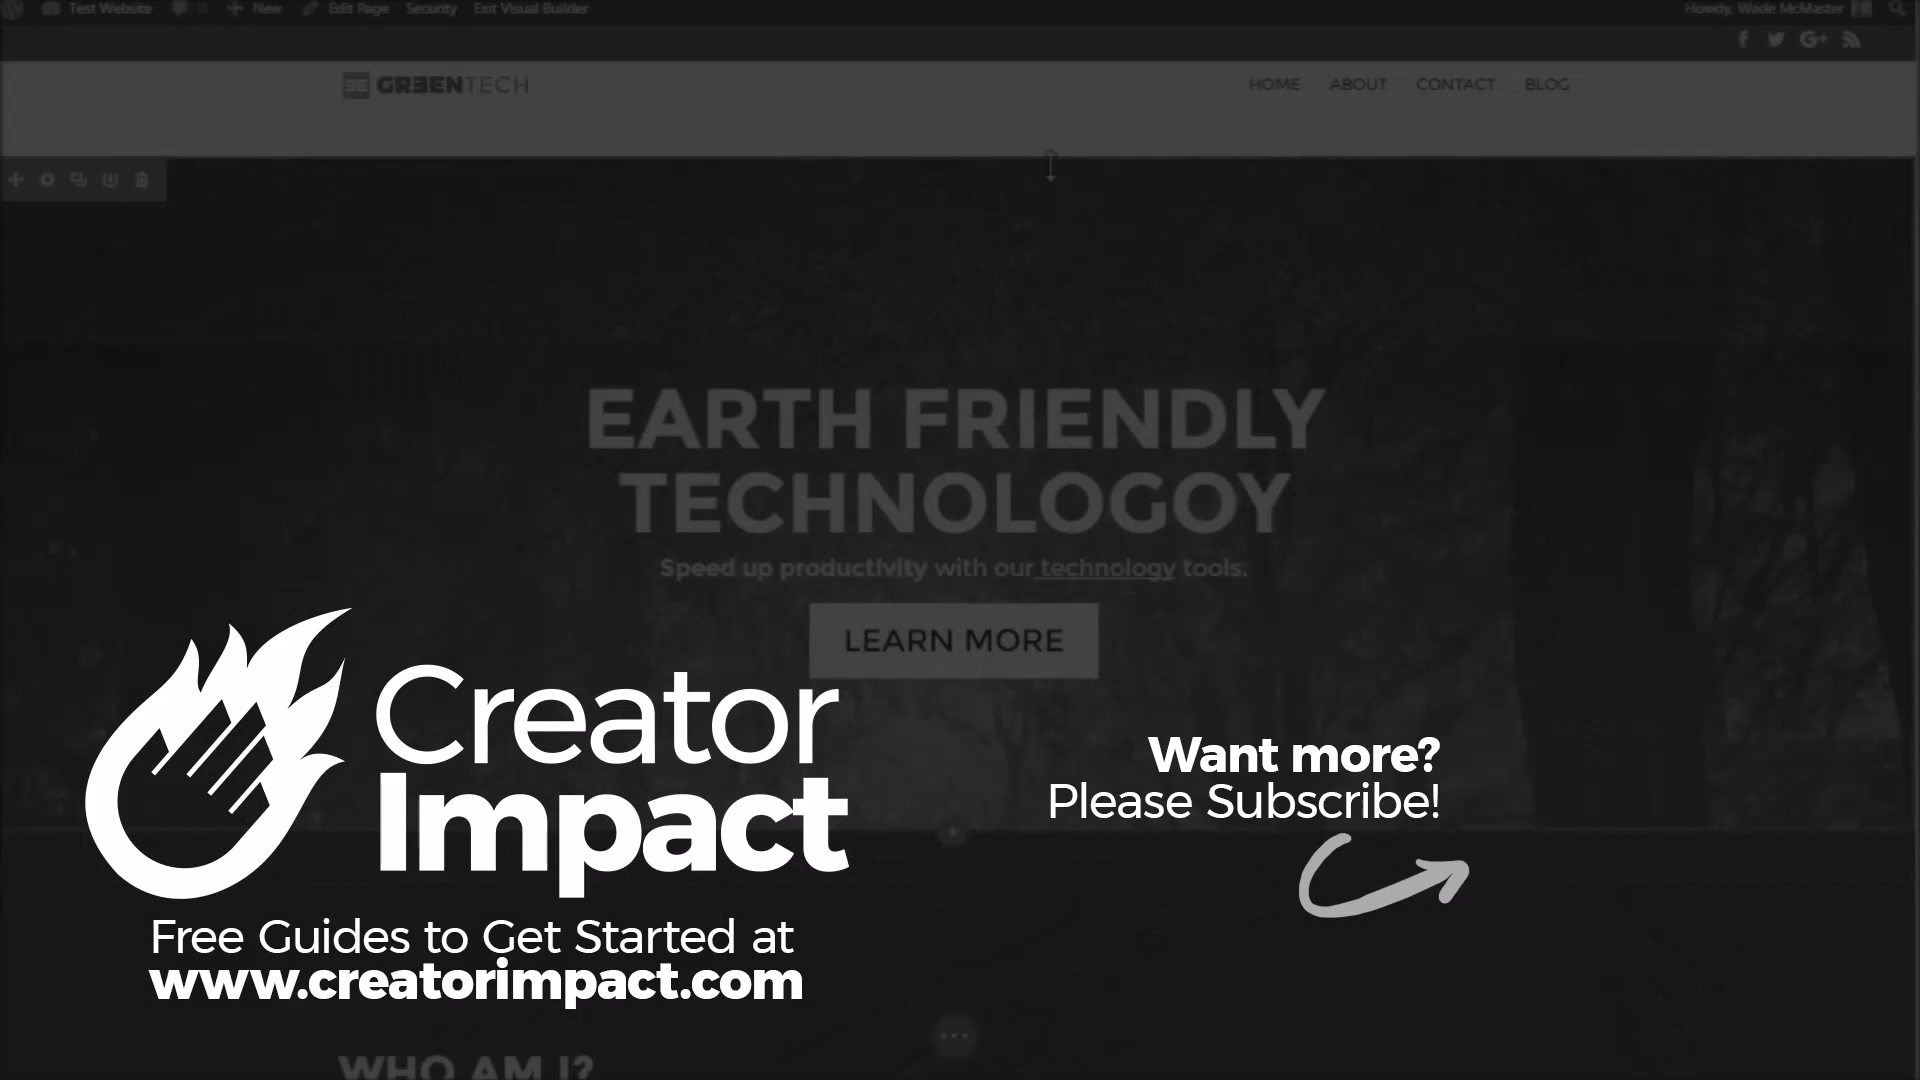 Test Website New Edit Page Security Exit Visual Builder Howdy, Wade McMaster
GREENTECH HOME ABOUT CONTACT BLOG
EARTH FRIENDLY
TECHNOLOGOY
Speed up productivity with our technology tools.
LEARN MORE
Creator
Impact
Want more?
Please Subscribe!
Free Guides to Get Started at
www.creatorimpact.com
WHO AM I?